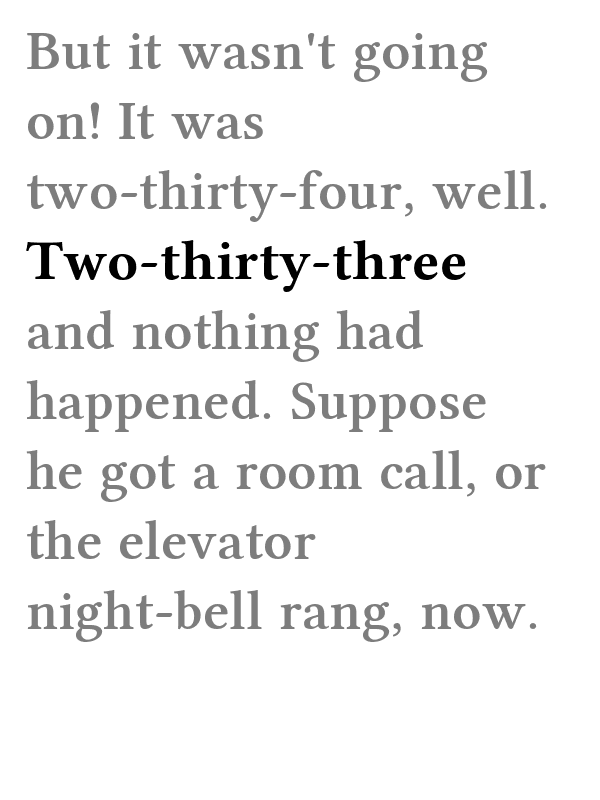 But it wasn't going
on! It was
two-thirty-four, well.
Two-thirty-three
and nothing had
happened. Suppose
he got a room call, or
the elevator
night-bell rang, now.